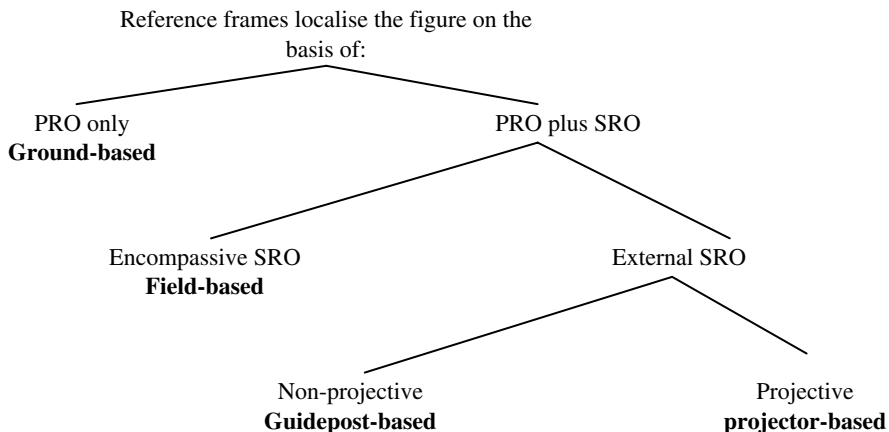 Reference frames localise the figure on the
basis of:
PRO only
Ground-based
PRO plus SRO
Encompassive SRO
Field-based
External SRO
Non-projective
Guidepost-based
Projective
projector-based